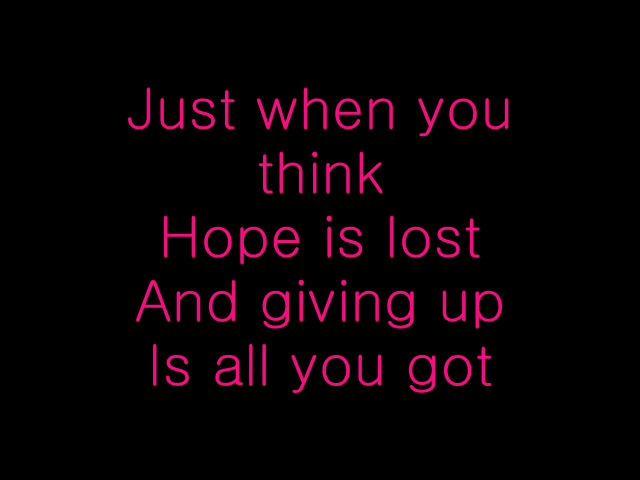 Just when you
think
Hope is lost
And giving up
Is all you got